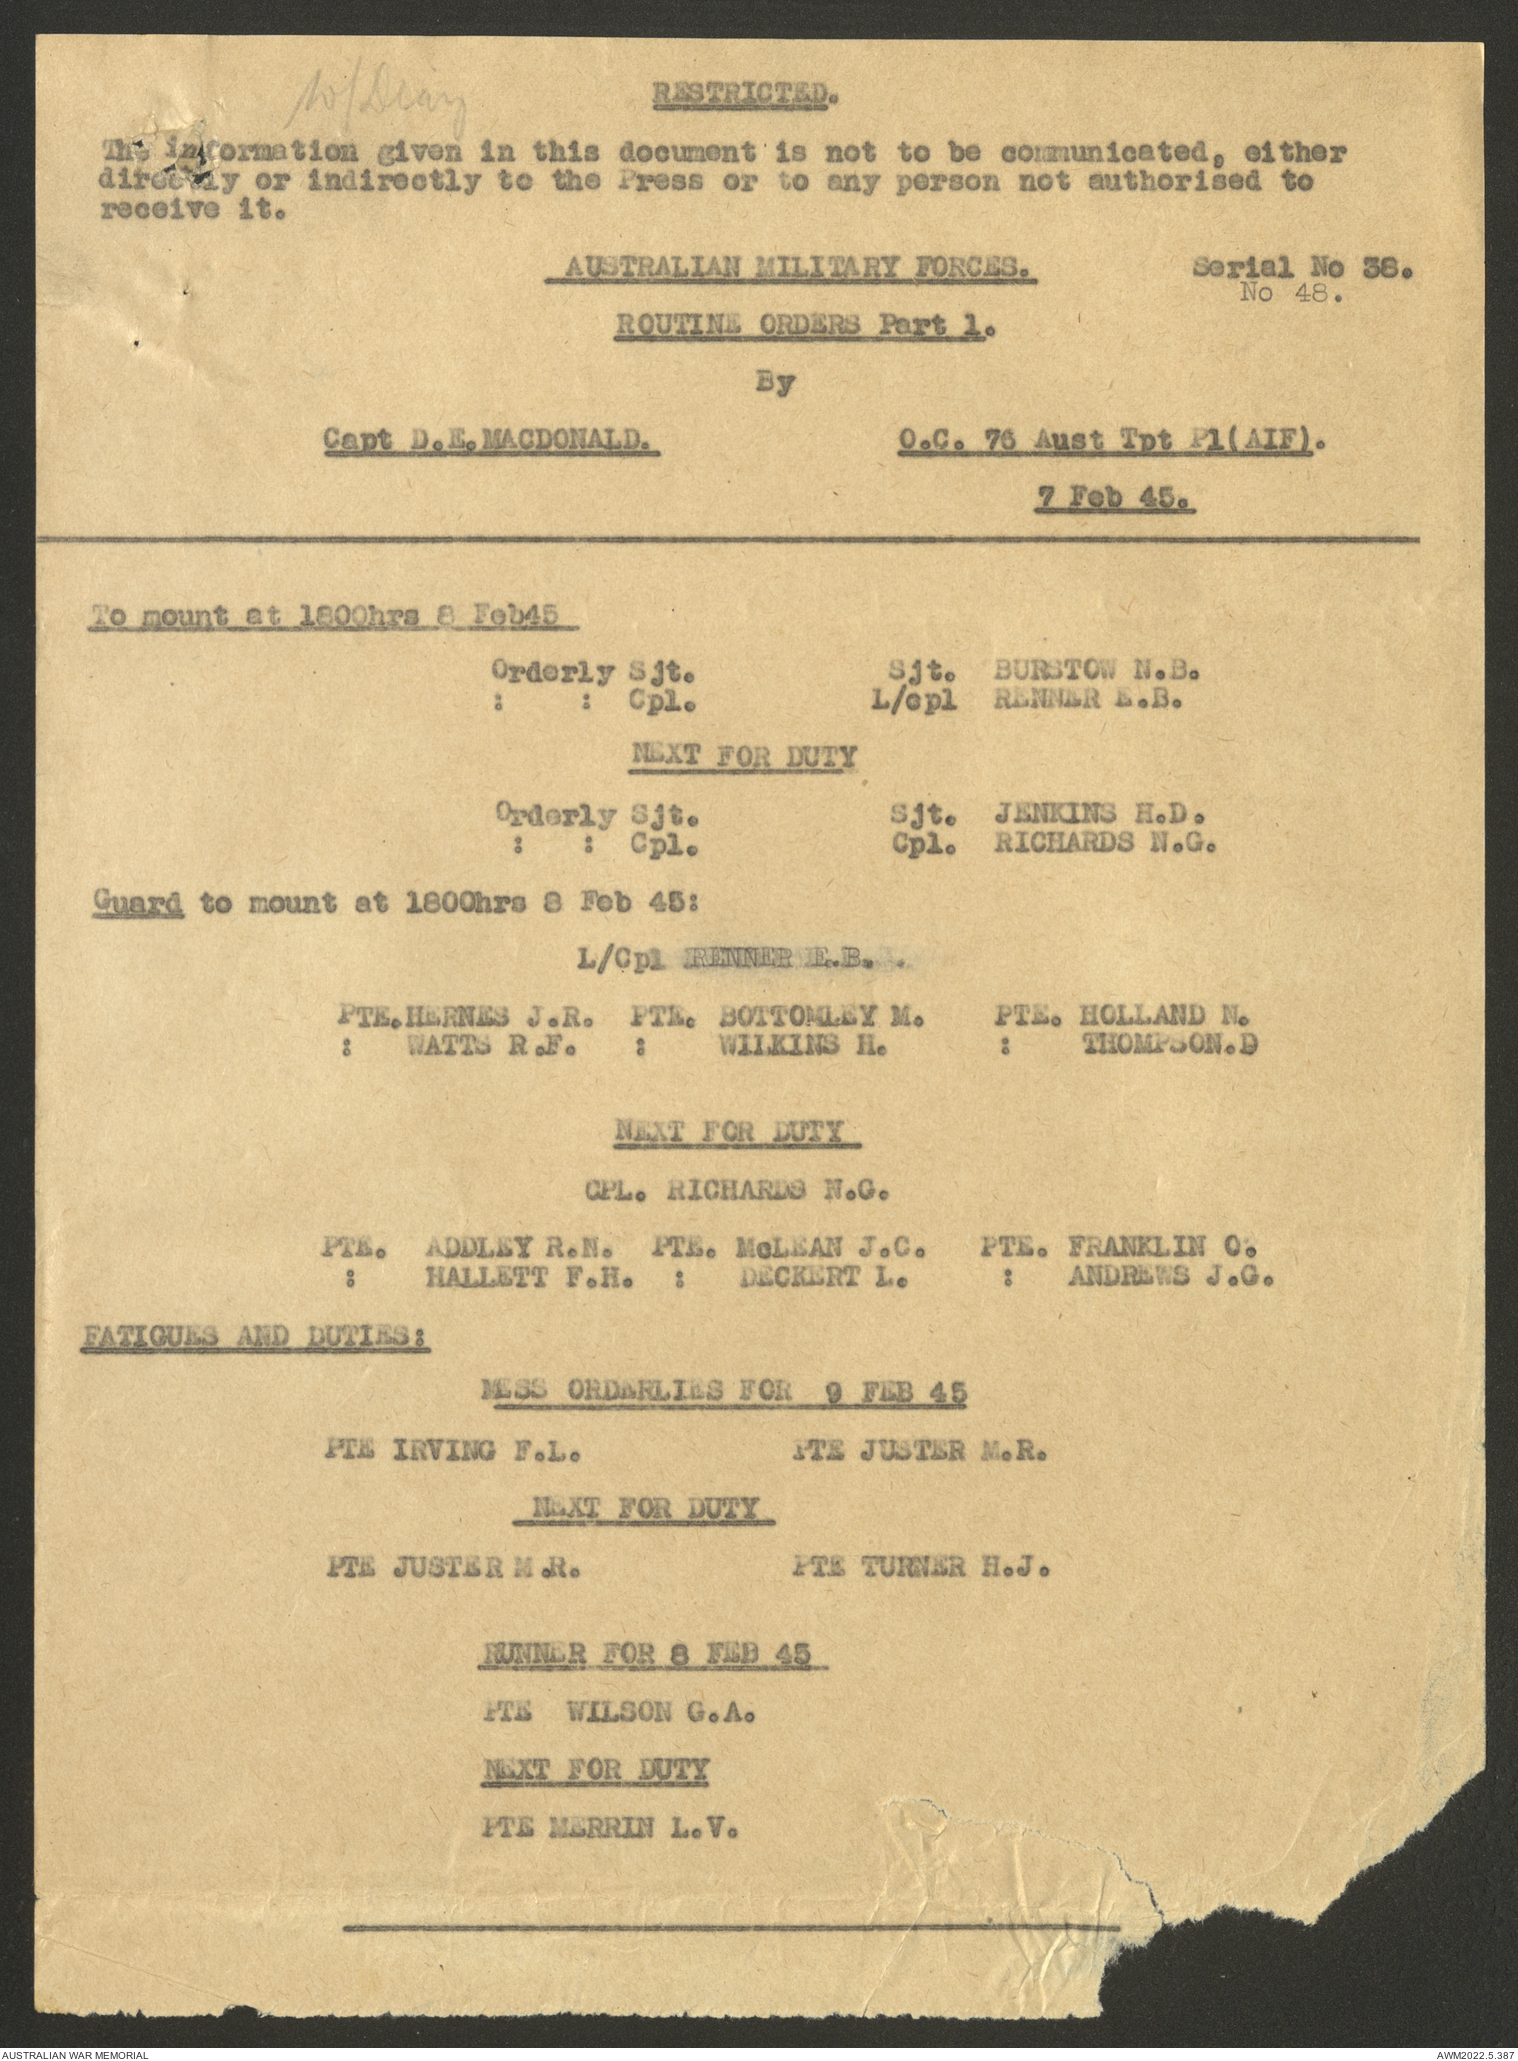 w/Diary
RESTRICTED.
The information given in this document is not to be communicated, either
directly or indirectly to the Press or to any person not authorised to
receive it.
AUSTRALIAN MILITARY FORCES. Serial No 38.
No 48.
ROUTINE ORDERS Part 1.
By
Capt D.E.MACDONALD. O.C. 76 Aust Tpt Pl(AIF).
7 Feb 45.
To mount at 1800hrs 8 Feb45
Orderly Sjt. Sjt. BURSTOW N.B.
: : Cpl. L/cpl RENNER E.B.
NEXT FOR DUTY
Orderly Sjt. Sjt. JENKINS H.D.
: : Cpl. Cpl. RICHARDS N.G.
Guard to mount at 1800hrs 8 Feb 45:
L/Cpl RENNER E.B. .
PTE.HERNES J.R. PTE. BOTTOMLEY M. PTE. HOLLAND N.
: WATTS R.F. : WILKINS H. : THOMPSON.D
NEXT FOR DUTY
CPL. RICHARDS N.G.
PTE. ADDLEY R.N. PTE. McLEAN J.C. PTE. FRANKLIN O.
: HALLETT F.H. : DECKERT L. : ANDREWS J.G.
FATIGUES AND DUTIES:
MESS ORDERLIES FOR 9 FEB 45
PTE IRVING F.L. PTE JUSTER M.R.
NEXT FOR DUTY
PTE JUSTER M.R. PTE TURNER H.J.
RUNNER FOR 8 FEB 45
PTE WILSON G.A.
NEXT FOR DUTY
PTE MERRIN L.V.
AUSTRALIAN WAR MEMORIAL AWM2022.5.387